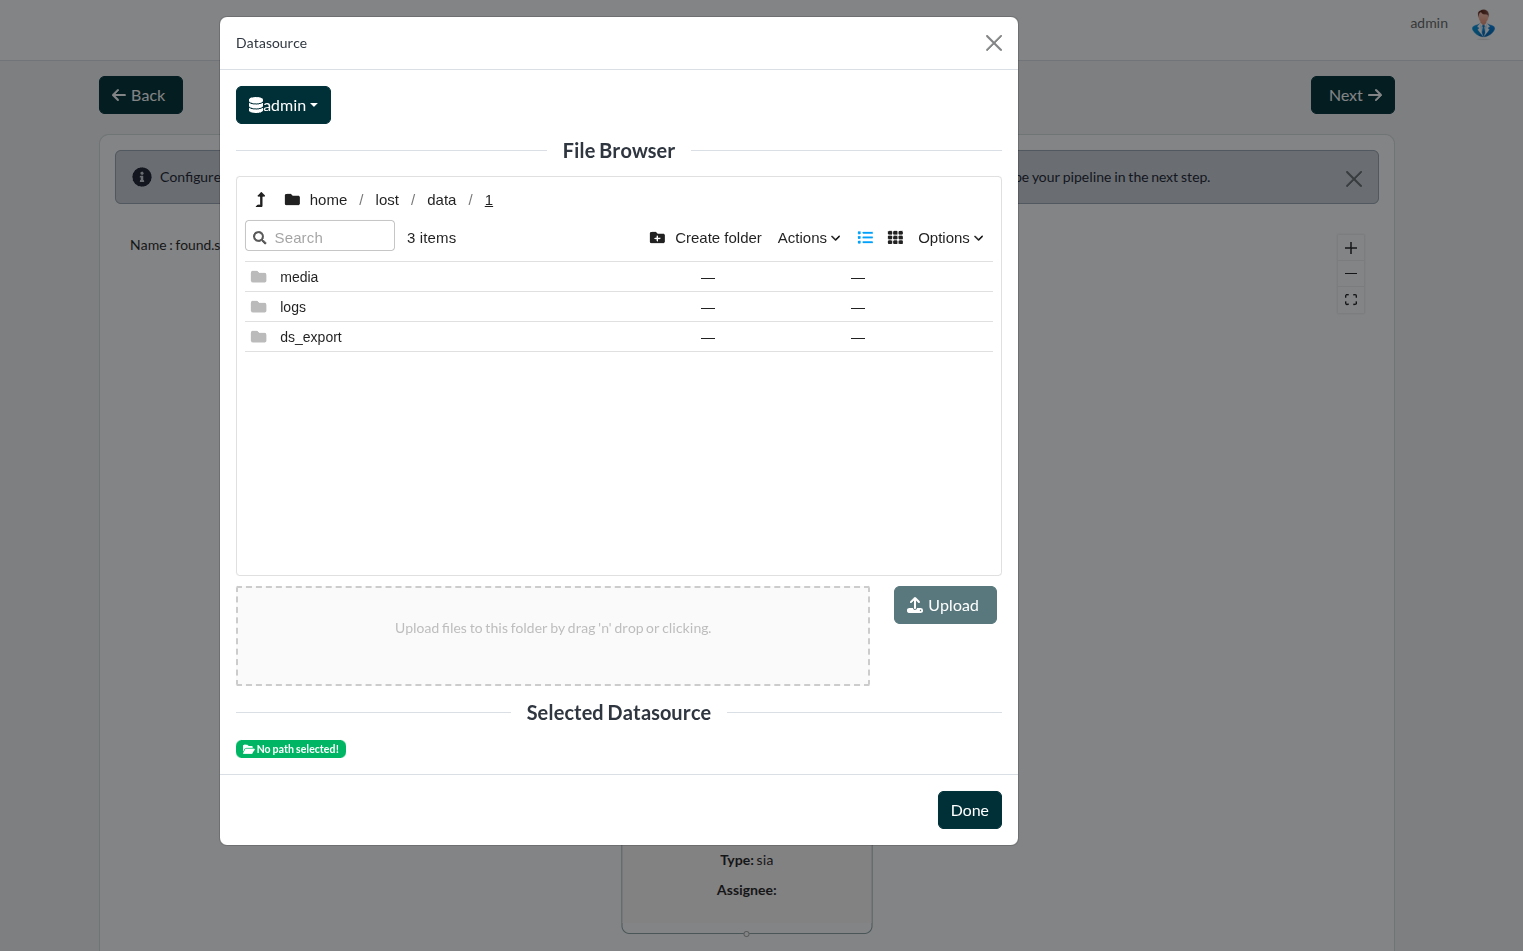 admin
Datasource
Back
admin
Next
File Browser
Configure
be your pipeline in the next step.
home / lost / data / 1
Search
3 items
Create folder
Actions
Options
Name : found.s
media — —
logs — —
ds_export — —
Upload files to this folder by drag 'n' drop or clicking.
Upload
Selected Datasource
No path selected!
Done
Type: sia
Assignee: